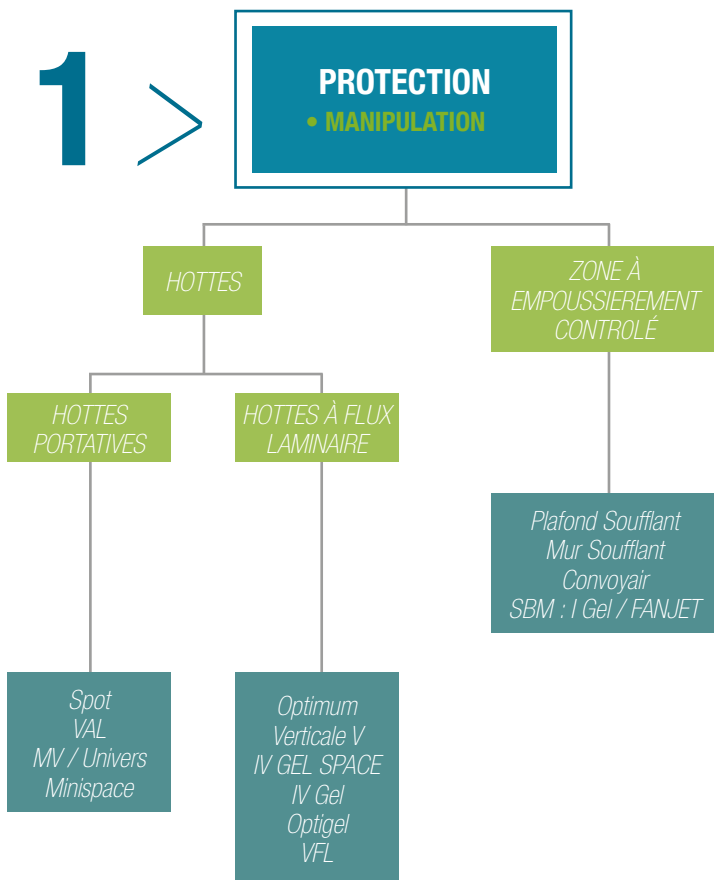 1 >
PROTECTION
• MANIPULATION
HOTTES
ZONE À
EMPOUSSIEREMENT
CONTROLÉ
HOTTES
PORTATIVES
HOTTES À FLUX
LAMINAIRE
Plafond Soufflant
Mur Soufflant
Convoyair
SBM : I Gel / FANJET
Spot
VAL
MV / Univers
Minispace
Optimum
Verticale V
IV GEL SPACE
IV Gel
Optigel
VFL